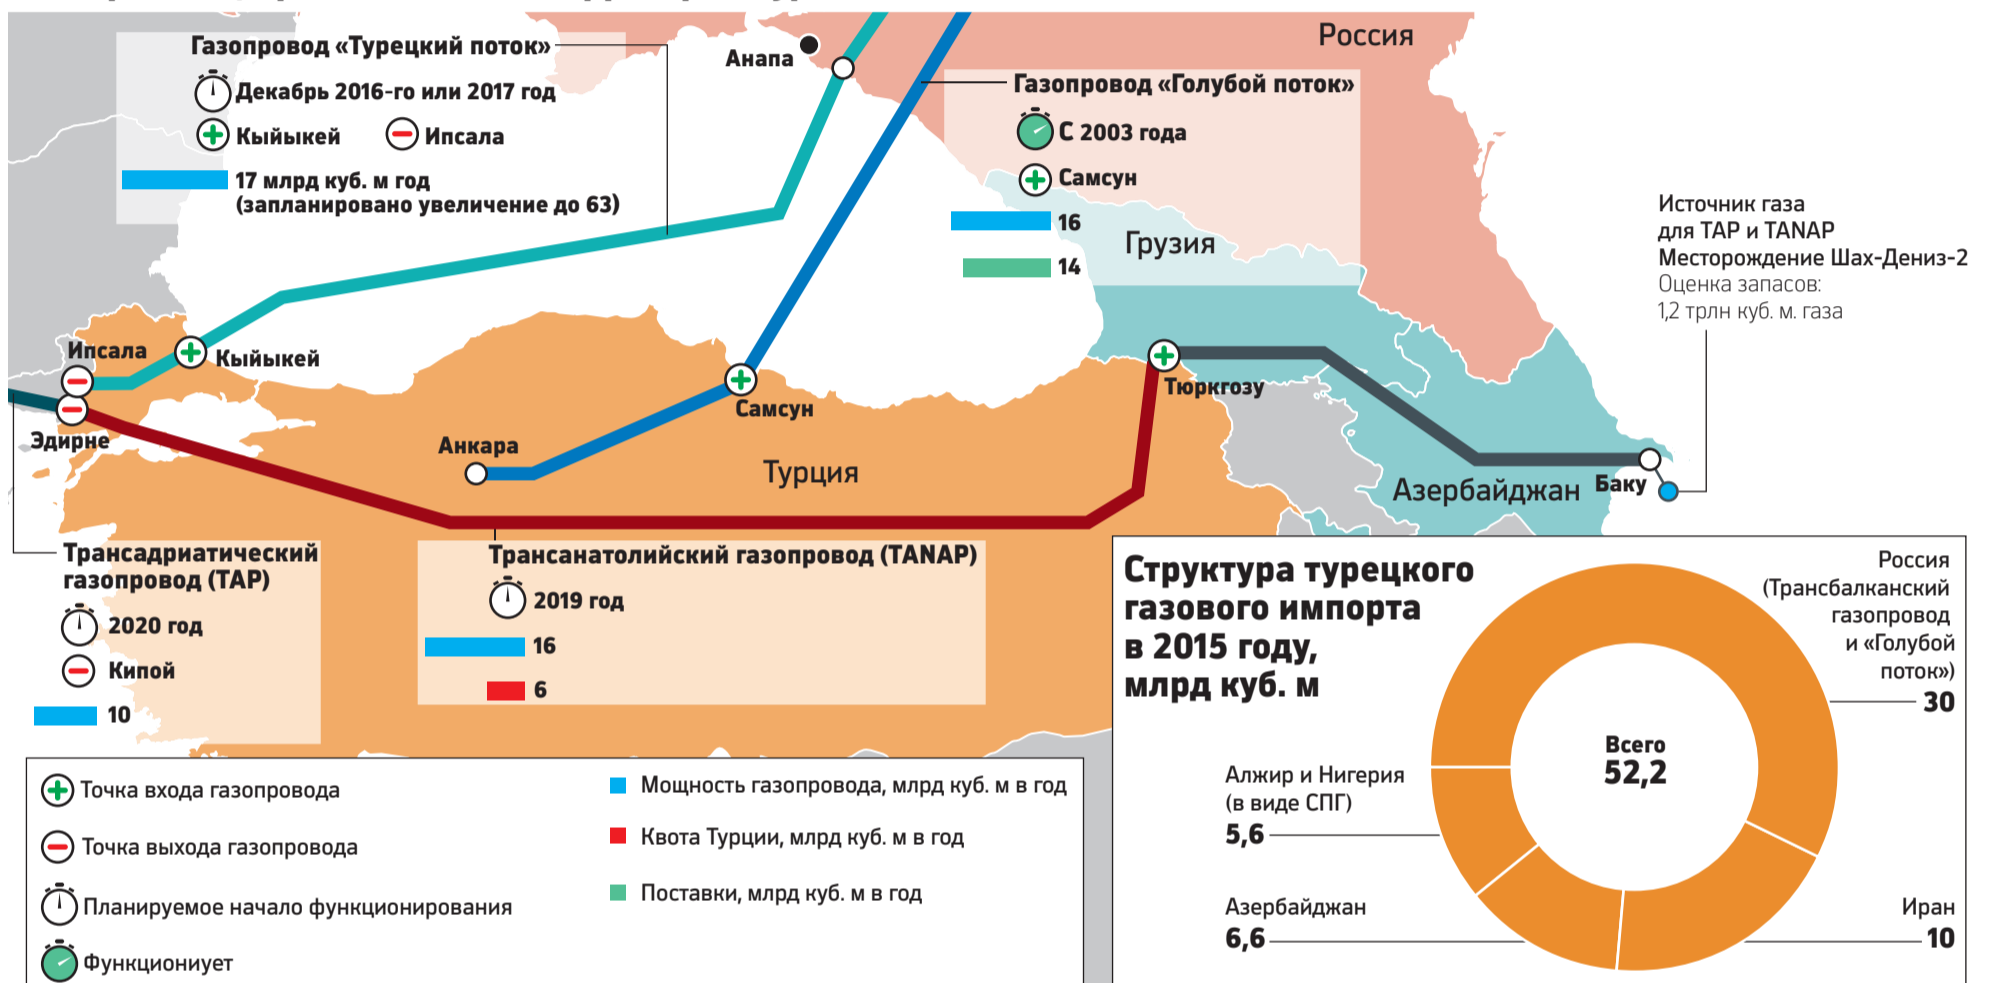 Газопровод «Турецкий поток»
Декабрь 2016-го или 2017 год
Кыйыкей
Ипсала
17 млрд куб. м год
(запланировано увеличение до 63)
Анапа
Россия
Газопровод «Голубой поток»
С 2003 года
Самсун
16
14
Грузия
Источник газа
для TAP и TANAP
Месторождение Шах-Дениз-2
Оценка запасов:
1,2 трлн куб. м. газа
Ипсала
Кыйыкей
Эдирне
Анкара
Самсун
Турция
Тюркгозу
Азербайджан
Баку
Трансадриатический
газопровод (TAP)
2020 год
Кипой
10
Трансанатолийский газопровод (TANAP)
2019 год
16
6
Точка входа газопровода
Точка выхода газопровода
Планируемое начало функционирования
Функциониует
Мощность газопровода, млрд куб. м в год
Квота Турции, млрд куб. м в год
Поставки, млрд куб. м в год
Структура турецкого
газового импорта
в 2015 году,
млрд куб. м
Россия
(Трансбалканский
газопровод
и «Голубой
поток»)
30
Всего
52,2
Алжир и Нигерия
(в виде СПГ)
5,6
Азербайджан
6,6
Иран
10